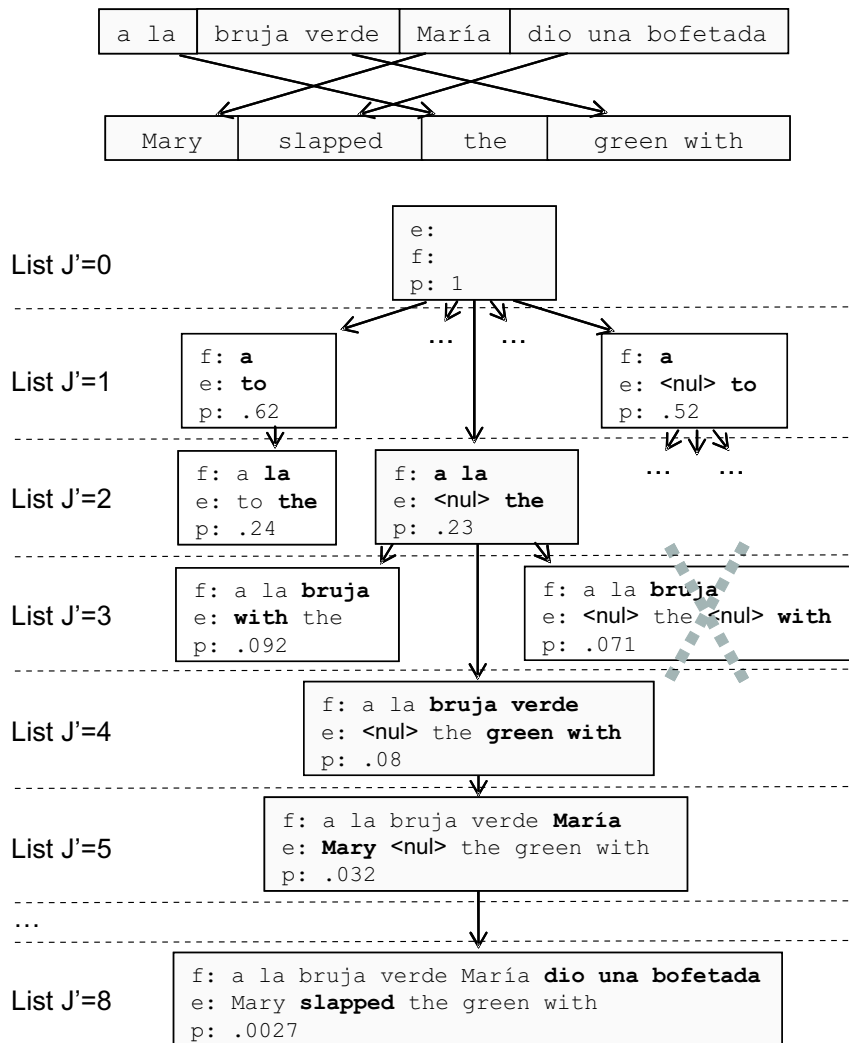 a la bruja verde María dio una bofetada
Mary slapped the green with
e:
f:
p: 1
List J'=0
... ...
f: a
e: to
p: .62
f: a
e: <nul> to
p: .52
List J'=1
... ...
f: a la
e: to the
p: .24
f: a la
e: <nul> the
p: .23
List J'=2
f: a la bruja
e: with the
p: .092
f: a la bruja
e: <nul> the <nul> with
p: .071
List J'=3
f: a la bruja verde
e: <nul> the green with
p: .08
List J'=4
f: a la bruja verde María
e: Mary <nul> the green with
p: .032
List J'=5
...
f: a la bruja verde María dio una bofetada
e: Mary slapped the green with
p: .0027
List J'=8